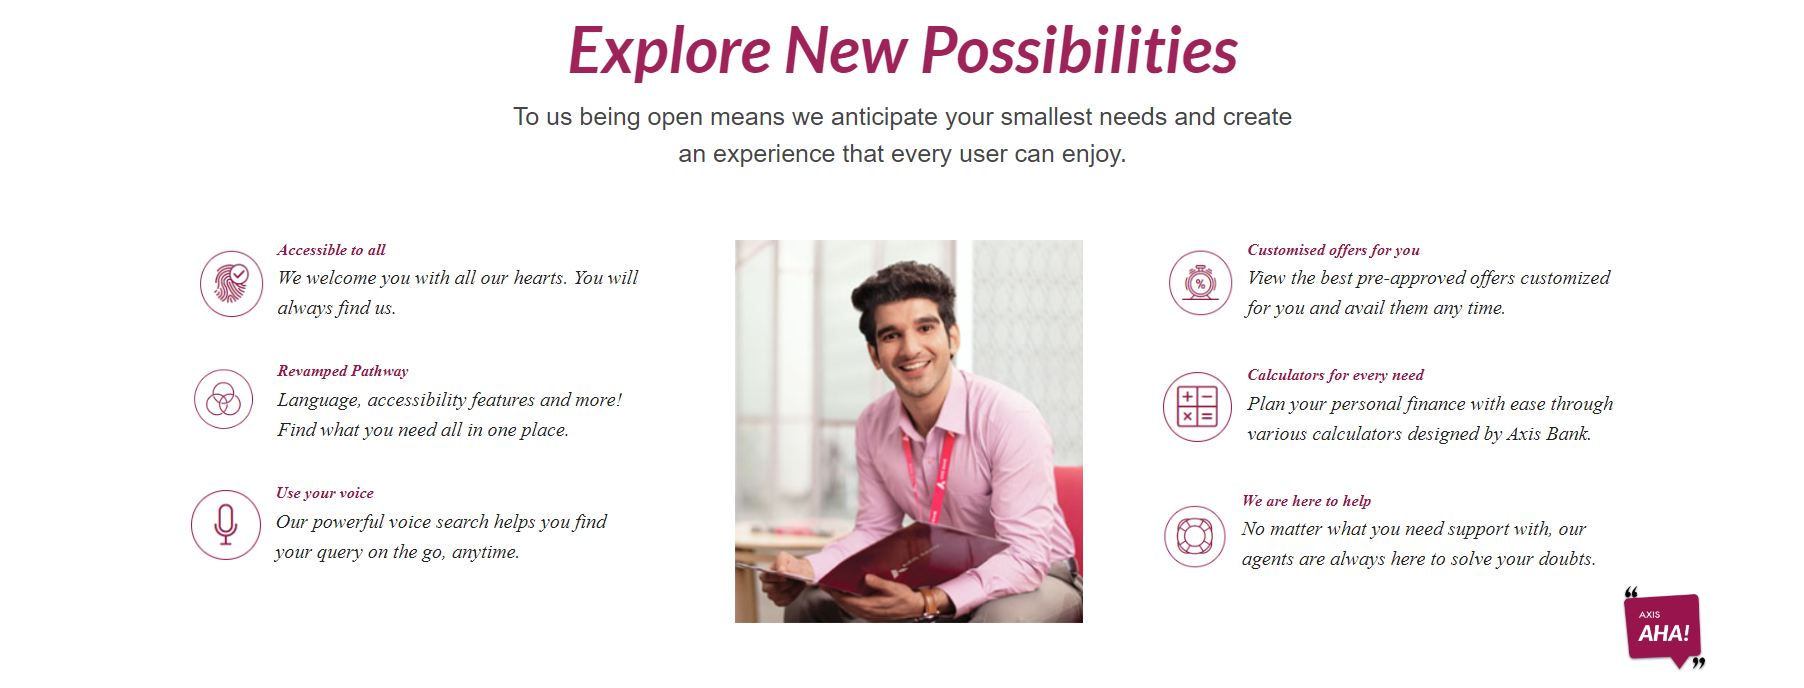 Explore New Possibilities
To us being open means we anticipate your smallest needs and create
an experience that every user can enjoy.
Accessible to all
We welcome you with all our hearts. You will
always find us.
Revamped Pathway
Language, accessibility features and more!
Find what you need all in one place.
Use your voice
Our powerful voice search helps you find
your query on the go, anytime.
Customised offers for you
View the best pre-approved offers customized
for you and avail them any time.
%
Calculators for every need
Plan your personal finance with ease through
various calculators designed by Axis Bank.
+ −
× =
We are here to help
No matter what you need support with, our
agents are always here to solve your doubts.
“
AXIS
AHA!
”